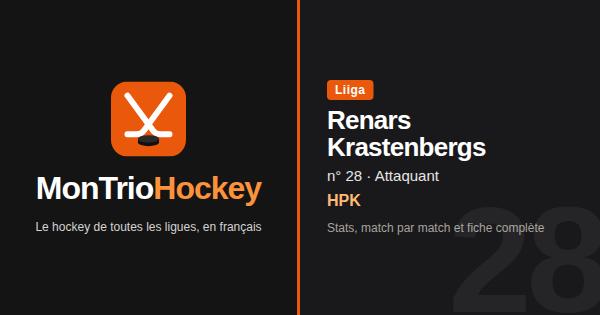 MonTrioHockey
Le hockey de toutes les ligues, en français
Liiga
Renars
Krastenbergs
n° 28 · Attaquant
HPK
Stats, match par match et fiche complète
28